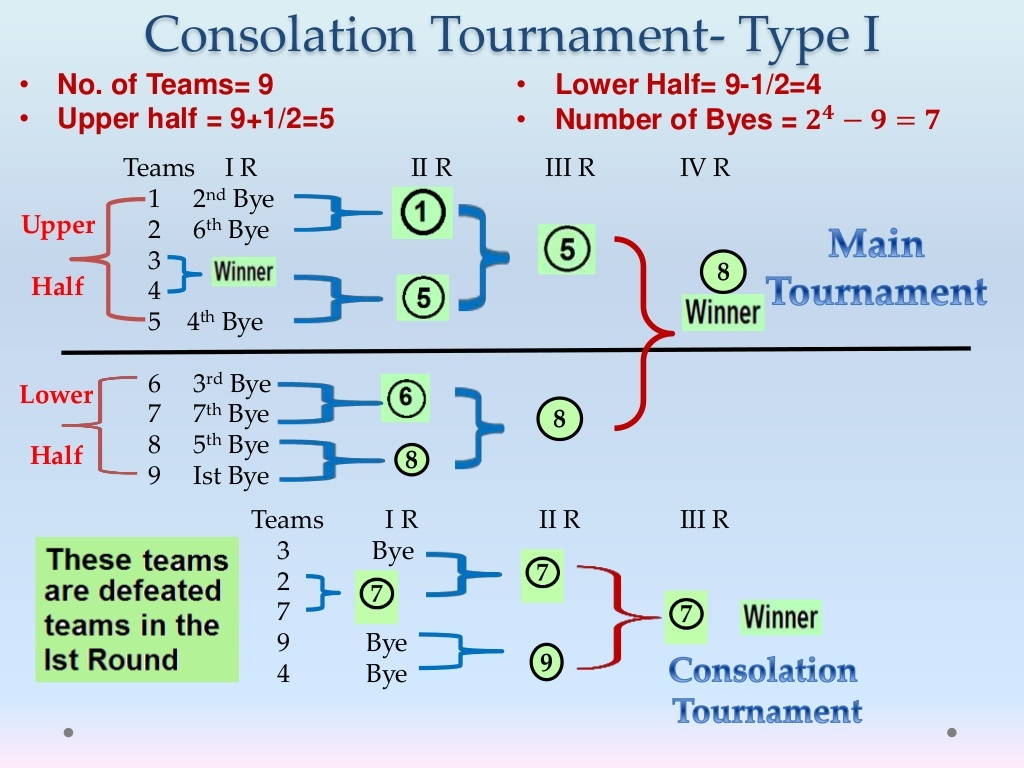 Consolation Tournament- Type I
• No. of Teams= 9
• Upper half = 9+1/2=5
• Lower Half= 9-1/2=4
• Number of Byes = 2⁴ − 9 = 7
Teams I R II R III R IV R
1 2nd Bye
2 6th Bye
3
4
5 4th Bye
Winner
Upper
Half
1
5
5
8
Winner
Main
Tournament
6 3rd Bye
7 7th Bye
8 5th Bye
9 Ist Bye
Lower
Half
6
8
8
Teams I R II R III R
3 Bye
2
7
9 Bye
4 Bye
7
7
9
7 Winner
These teams
are defeated
teams in the
Ist Round
Consolation
Tournament